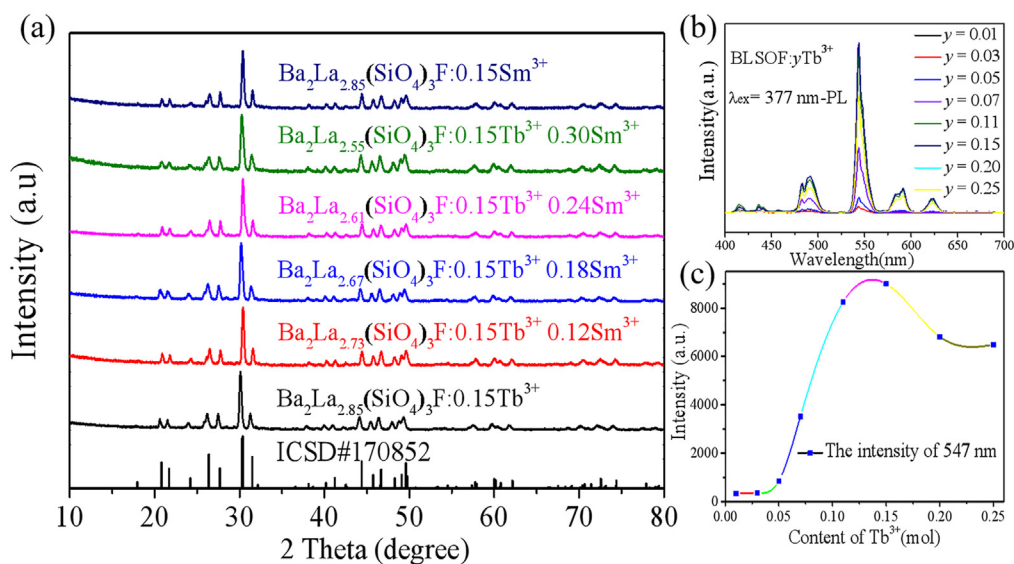 (a)
Intensity (a.u)
Ba₂La₂.₈₅(SiO₄)₃F:0.15Sm³⁺
Ba₂La₂.₅₅(SiO₄)₃F:0.15Tb³⁺ 0.30Sm³⁺
Ba₂La₂.₆₁(SiO₄)₃F:0.15Tb³⁺ 0.24Sm³⁺
Ba₂La₂.₆₇(SiO₄)₃F:0.15Tb³⁺ 0.18Sm³⁺
Ba₂La₂.₇₃(SiO₄)₃F:0.15Tb³⁺ 0.12Sm³⁺
Ba₂La₂.₈₅(SiO₄)₃F:0.15Tb³⁺
ICSD#170852
10 20 30 40 50 60 70 80
2 Theta (degree)
(b)
Intensity(a.u.)
BLSOF:yTb³⁺
λex= 377 nm-PL
y = 0.01
y = 0.03
y = 0.05
y = 0.07
y = 0.11
y = 0.15
y = 0.20
y = 0.25
400 450 500 550 600 650 700
Wavelength(nm)
(c)
Intensity (a.u.)
8000
6000
4000
2000
0
The intensity of 547 nm
0.00 0.05 0.10 0.15 0.20 0.25
Content of Tb³⁺(mol)